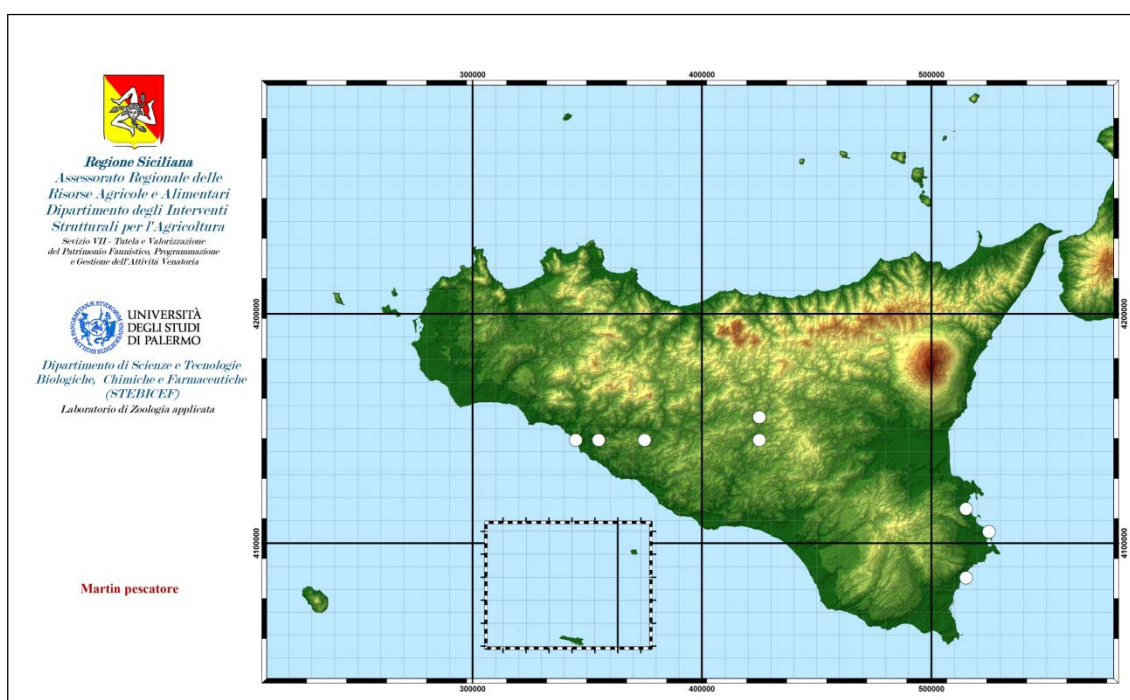 Regione Siciliana
Assessorato Regionale delle
Risorse Agricole e Alimentari
Dipartimento degli Interventi
Strutturali per l'Agricoltura
Sevizio VII - Tutela e Valorizzazione
del Patrimonio Faunistico, Programmazione
e Gestione dell'Attività Venatoria
UNIVERSITÀ
DEGLI STUDI
DI PALERMO
Dipartimento di Scienze e Tecnologie
Biologiche, Chimiche e Farmaceutiche
(STEBICEF)
Laboratorio di Zoologia applicata
Martin pescatore
300000
400000
500000
4200000
4200000
4100000
4100000
300000
400000
500000